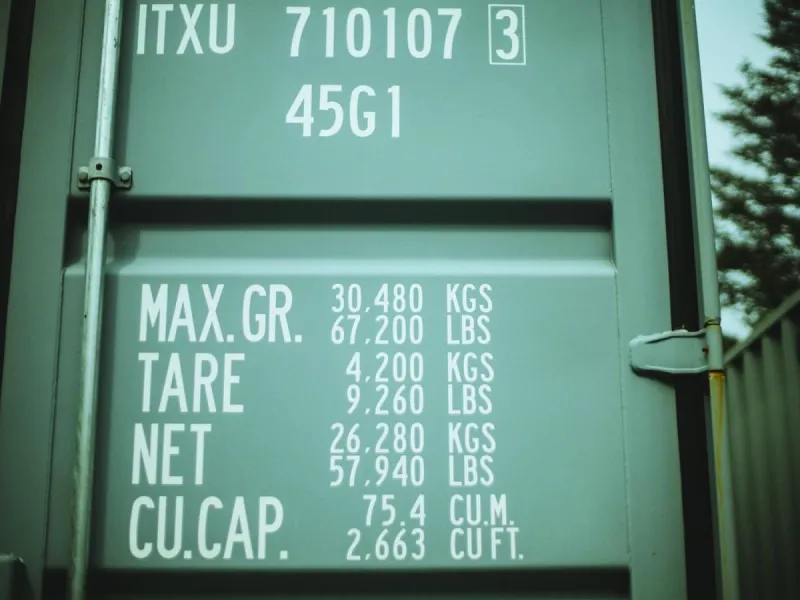 ITXU 710107 3
45G1
MAX.GR. 30,480 KGS
67,200 LBS
TARE 4,200 KGS
9,260 LBS
NET 26,280 KGS
57,940 LBS
CU.CAP. 75.4 CU.M.
2,663 CU FT.